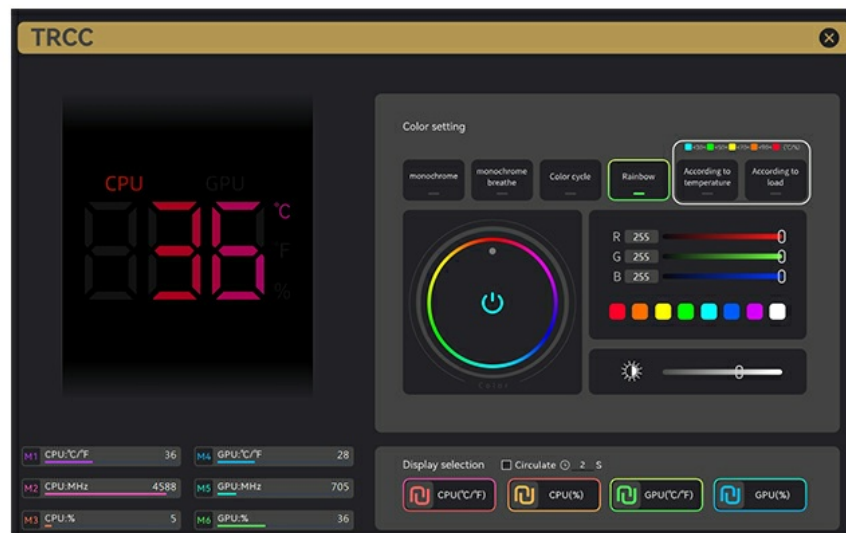 TRCC
CPU GPU
36
°C
°F
%
Color setting
monochrome
monochrome
breathe
Color cycle
Rainbow
According to
temperature
According to
load
(°C/%)
R 255
G 255
B 255
Color
M1 CPU:°C/°F 36
M4 GPU:°C/°F 28
M2 CPU:MHz 4588
M5 GPU:MHz 705
M3 CPU:% 5
M6 GPU:% 36
Display selection Circulate 2 S
CPU(°C/°F)
CPU(%)
GPU(°C/°F)
GPU(%)